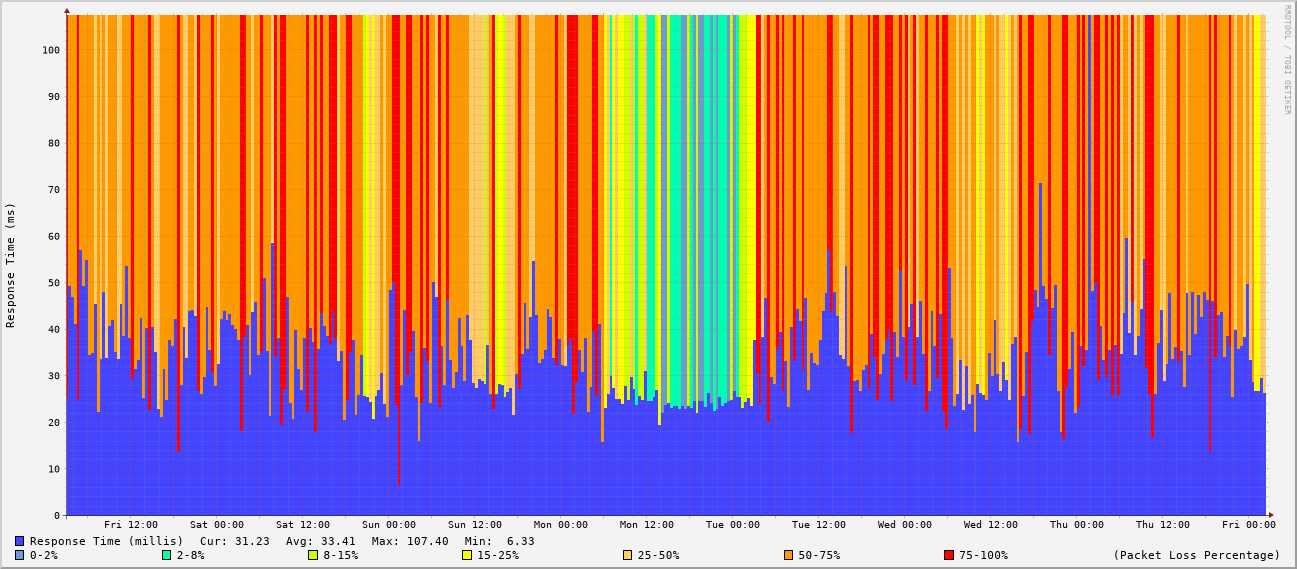 RRDTOOL / TOBI OETIKER
Response Time (ms)
100
90
80
70
60
50
40
30
20
10
0
Fri 12:00 Sat 00:00 Sat 12:00 Sun 00:00 Sun 12:00 Mon 00:00 Mon 12:00 Tue 00:00 Tue 12:00 Wed 00:00 Wed 12:00 Thu 00:00 Thu 12:00 Fri 00:00
Response Time (millis) Cur: 31.23 Avg: 33.41 Max: 107.40 Min: 6.33
0-2% 2-8% 8-15% 15-25% 25-50% 50-75% 75-100% (Packet Loss Percentage)